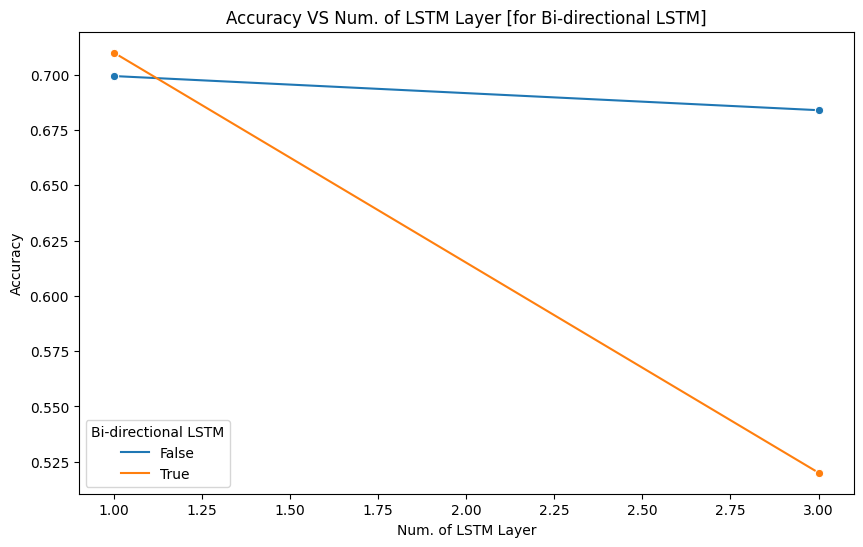 Accuracy VS Num. of LSTM Layer [for Bi-directional LSTM]
Accuracy
0.700
0.675
0.650
0.625
0.600
0.575
0.550
0.525
Bi-directional LSTM
False
True
1.00 1.25 1.50 1.75 2.00 2.25 2.50 2.75 3.00
Num. of LSTM Layer